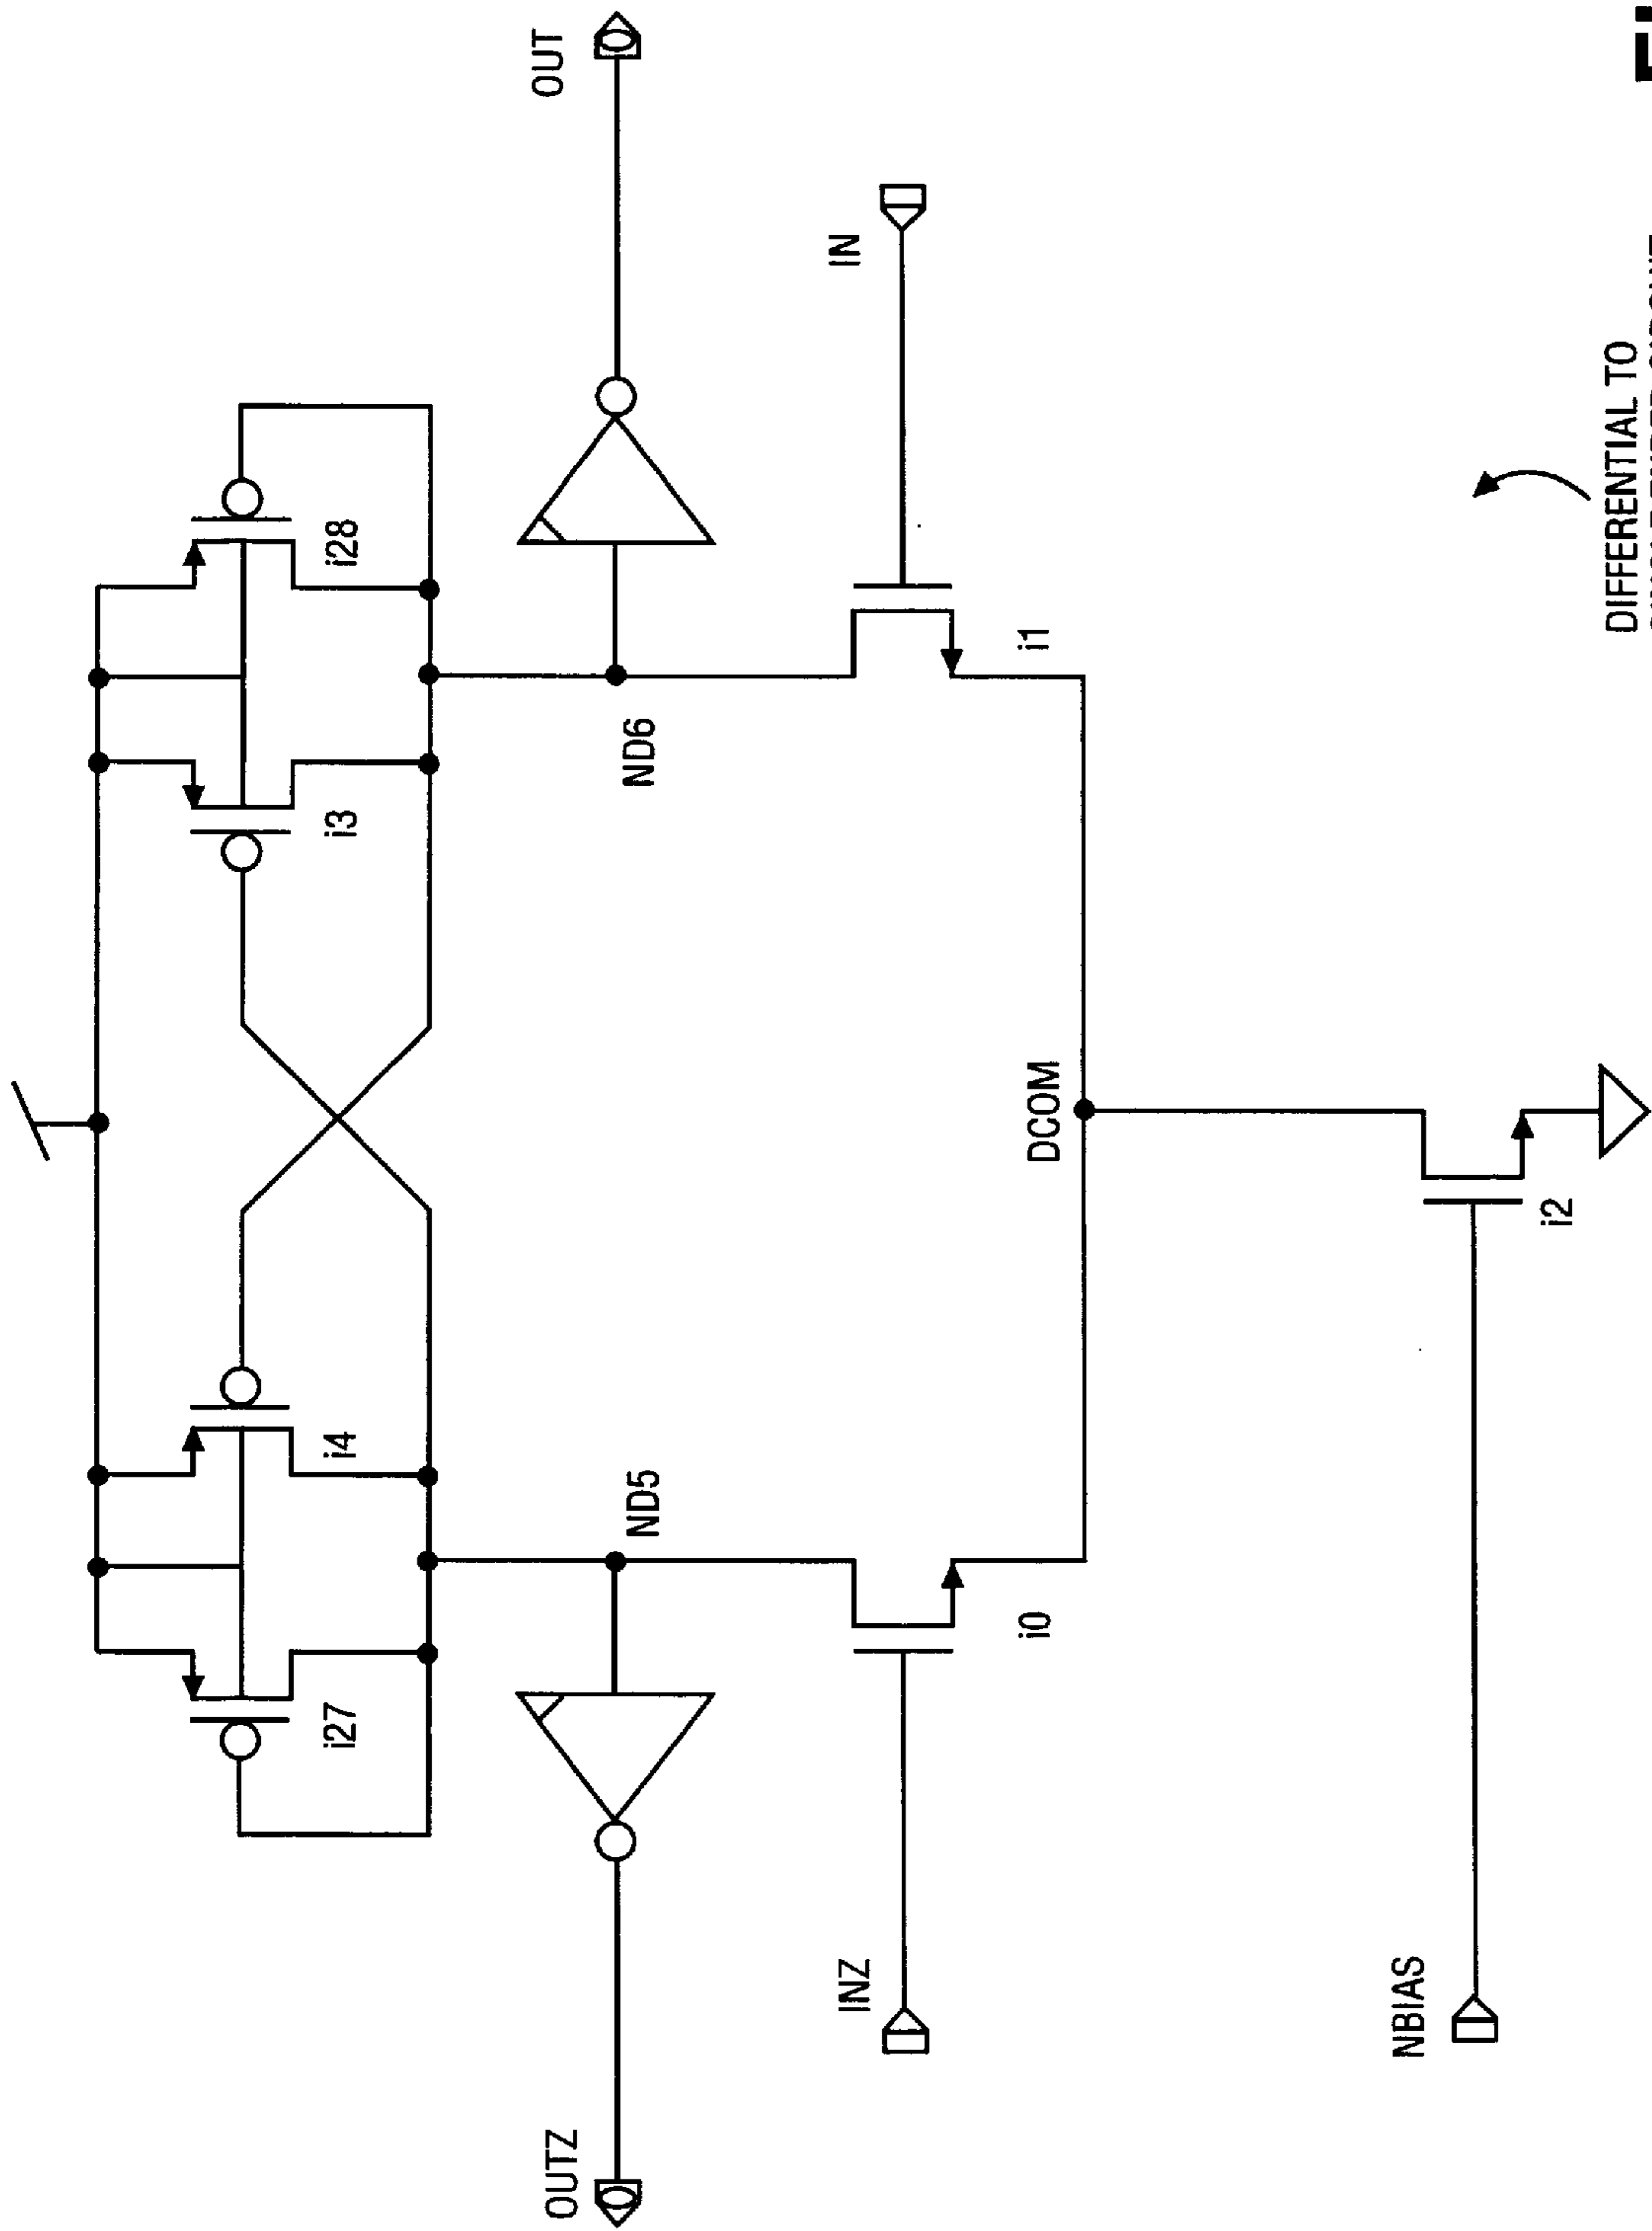 OUTZ
OUT
i27
i4
i3
i28
ND5
ND6
INZ
IN
i0
i1
DCOM
NBIAS
i2
DIFFERENTIAL TO